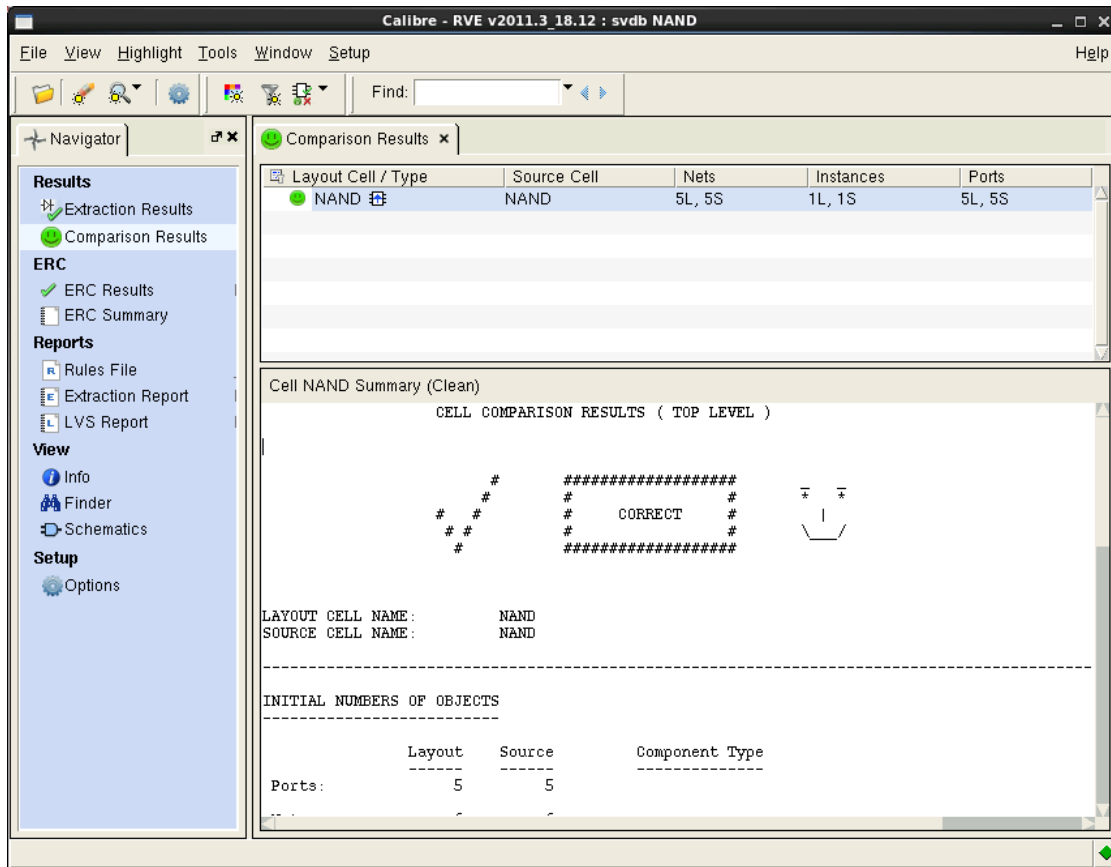 Calibre - RVE v2011.3_18.12 : svdb NAND
File View Highlight Tools Window Setup Help
Find:
Navigator
Comparison Results
Results
Extraction Results
Comparison Results
ERC
ERC Results
ERC Summary
Reports
Rules File
Extraction Report
LVS Report
View
Info
Finder
Schematics
Setup
Options
Layout Cell / Type Source Cell Nets Instances Ports
NAND NAND 5L, 5S 1L, 1S 5L, 5S
Cell NAND Summary (Clean)
CELL COMPARISON RESULTS ( TOP LEVEL )
# ################### _ _
# # # * *
# # # CORRECT # |
# # # # \___/
# ###################
LAYOUT CELL NAME: NAND
SOURCE CELL NAME: NAND
INITIAL NUMBERS OF OBJECTS
Layout Source Component Type
Ports: 5 5